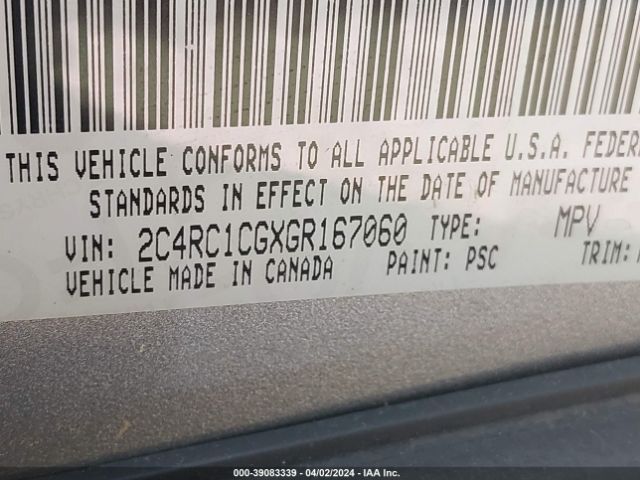 THIS VEHICLE CONFORMS TO ALL APPLICABLE U.S.A. FEDER
STANDARDS IN EFFECT ON THE DATE OF MANUFACTURE
VIN: 2C4RC1CGXGR167060 TYPE: MPV
VEHICLE MADE IN CANADA PAINT: PSC TRIM:
000-39083339 - 04/02/2024 - IAA Inc.